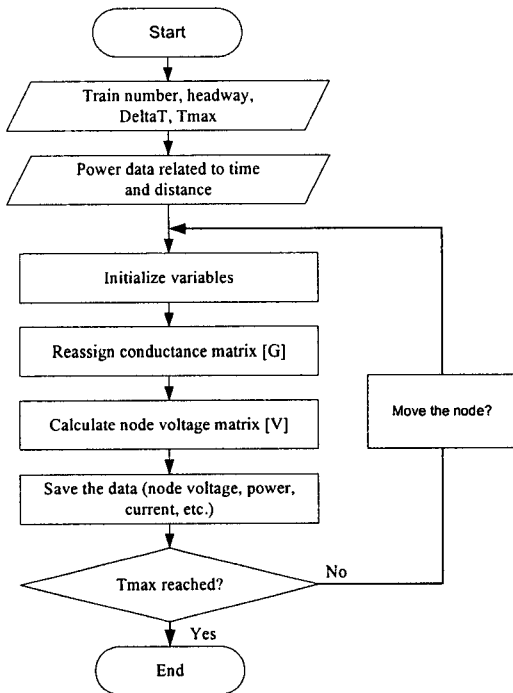 Start
Train number, headway,
DeltaT, Tmax
Power data related to time
and distance
Initialize variables
Reassign conductance matrix [G]
Move the node?
Calculate node voltage matrix [V]
Save the data (node voltage, power,
current, etc.)
Tmax reached?
No
Yes
End